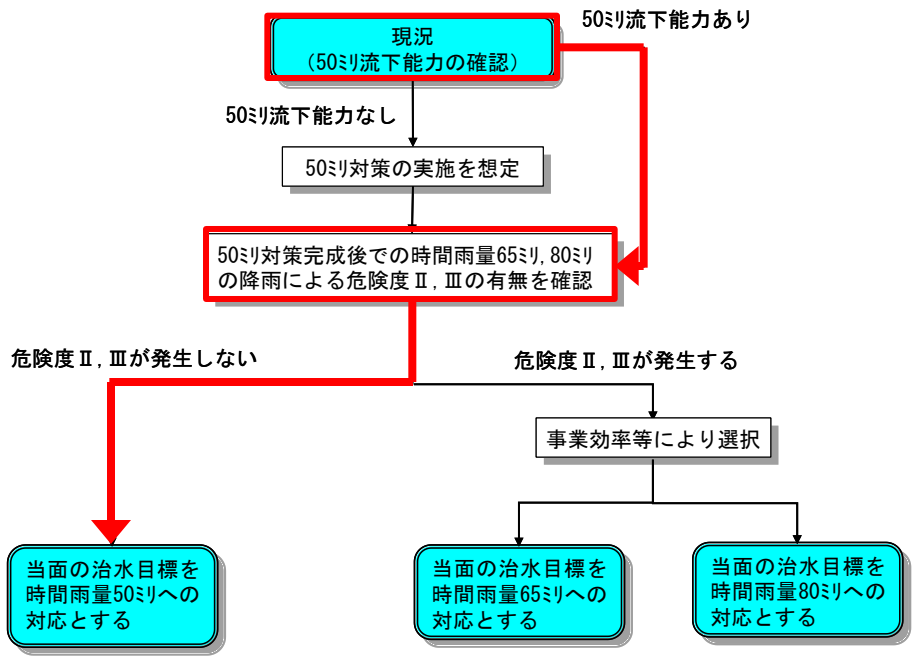 50ﾐﾘ流下能力あり
現況
（50ﾐﾘ流下能力の確認）
50ﾐﾘ流下能力なし
50ﾐﾘ対策の実施を想定
50ﾐﾘ対策完成後での時間雨量65ﾐﾘ,80ﾐﾘ
の降雨による危険度Ⅱ,Ⅲの有無を確認
危険度Ⅱ,Ⅲが発生しない
危険度Ⅱ,Ⅲが発生する
事業効率等により選択
当面の治水目標を
時間雨量50ﾐﾘへの
対応とする
当面の治水目標を
時間雨量65ﾐﾘへの
対応とする
当面の治水目標を
時間雨量80ﾐﾘへの
対応とする